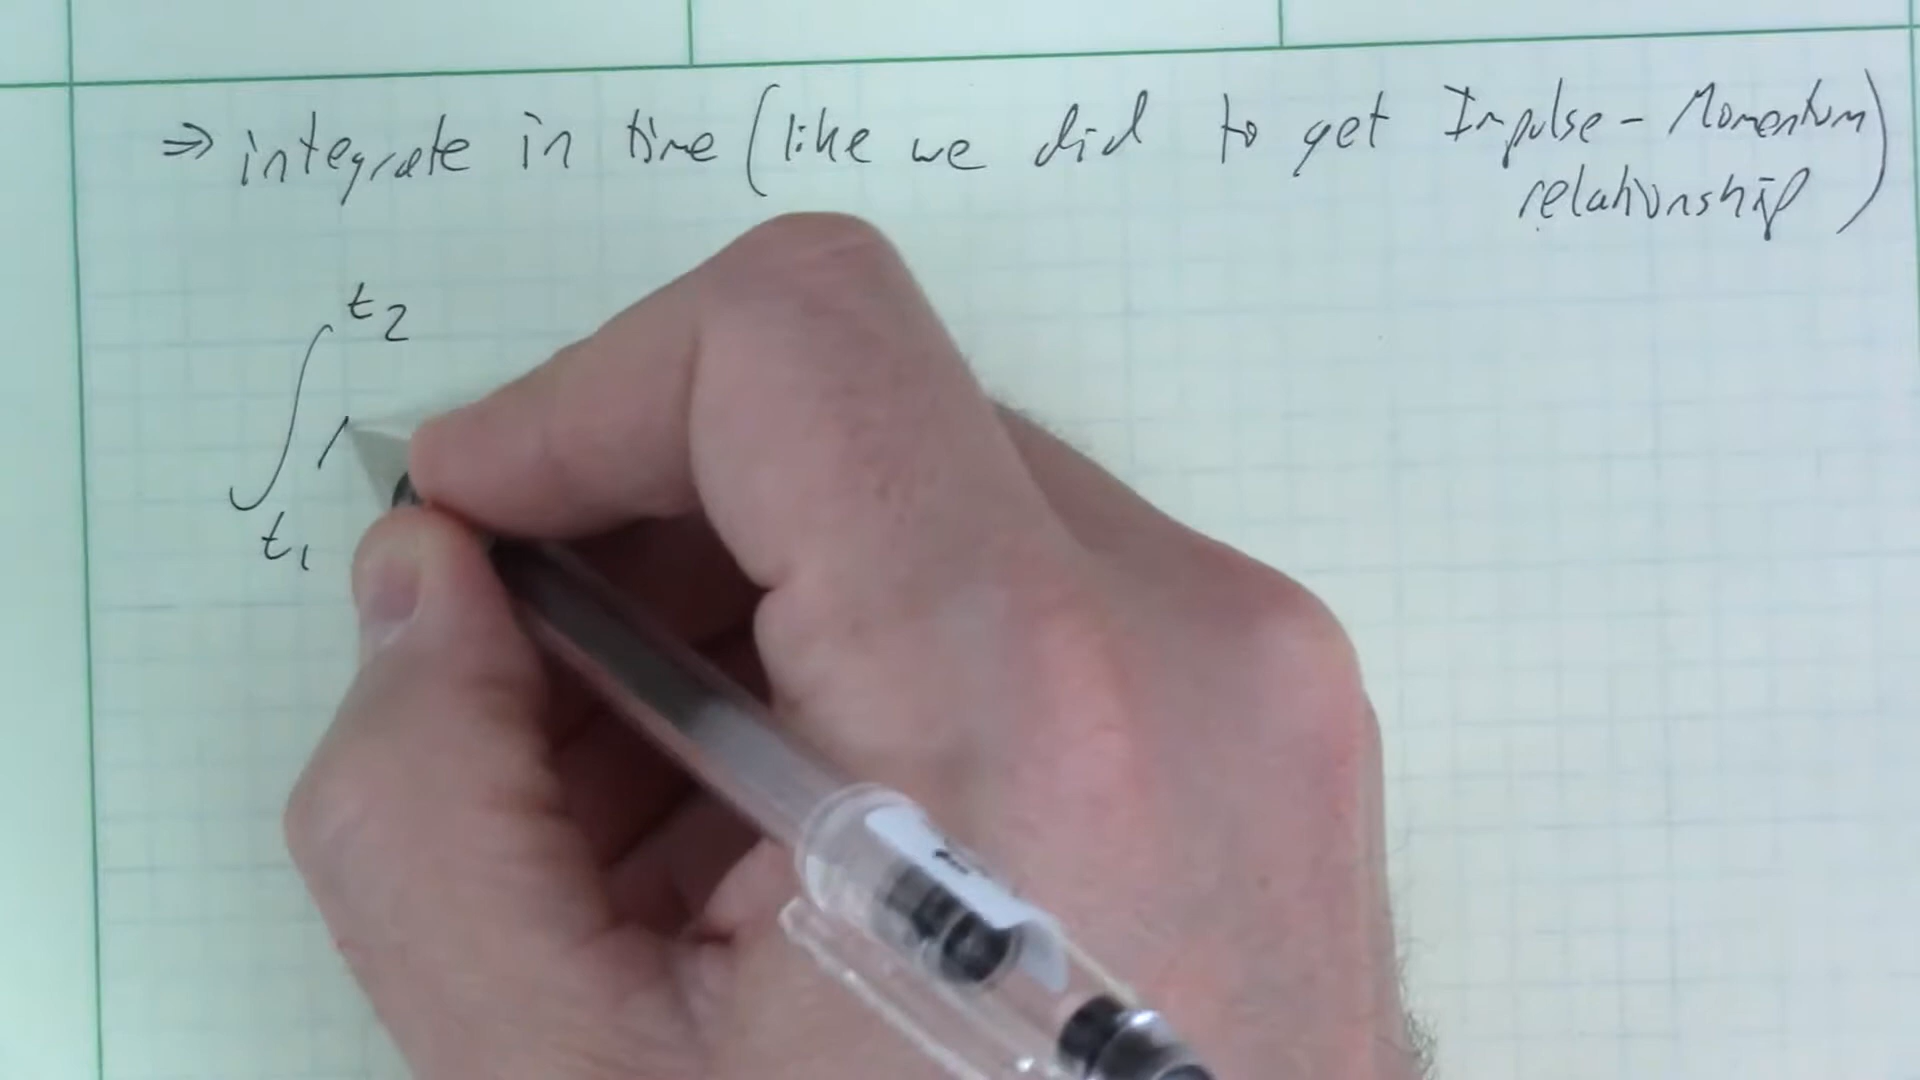 ⇒ integrate in time (like we did to get Impulse - Momentum
relationship)
∫ t₂
t₁